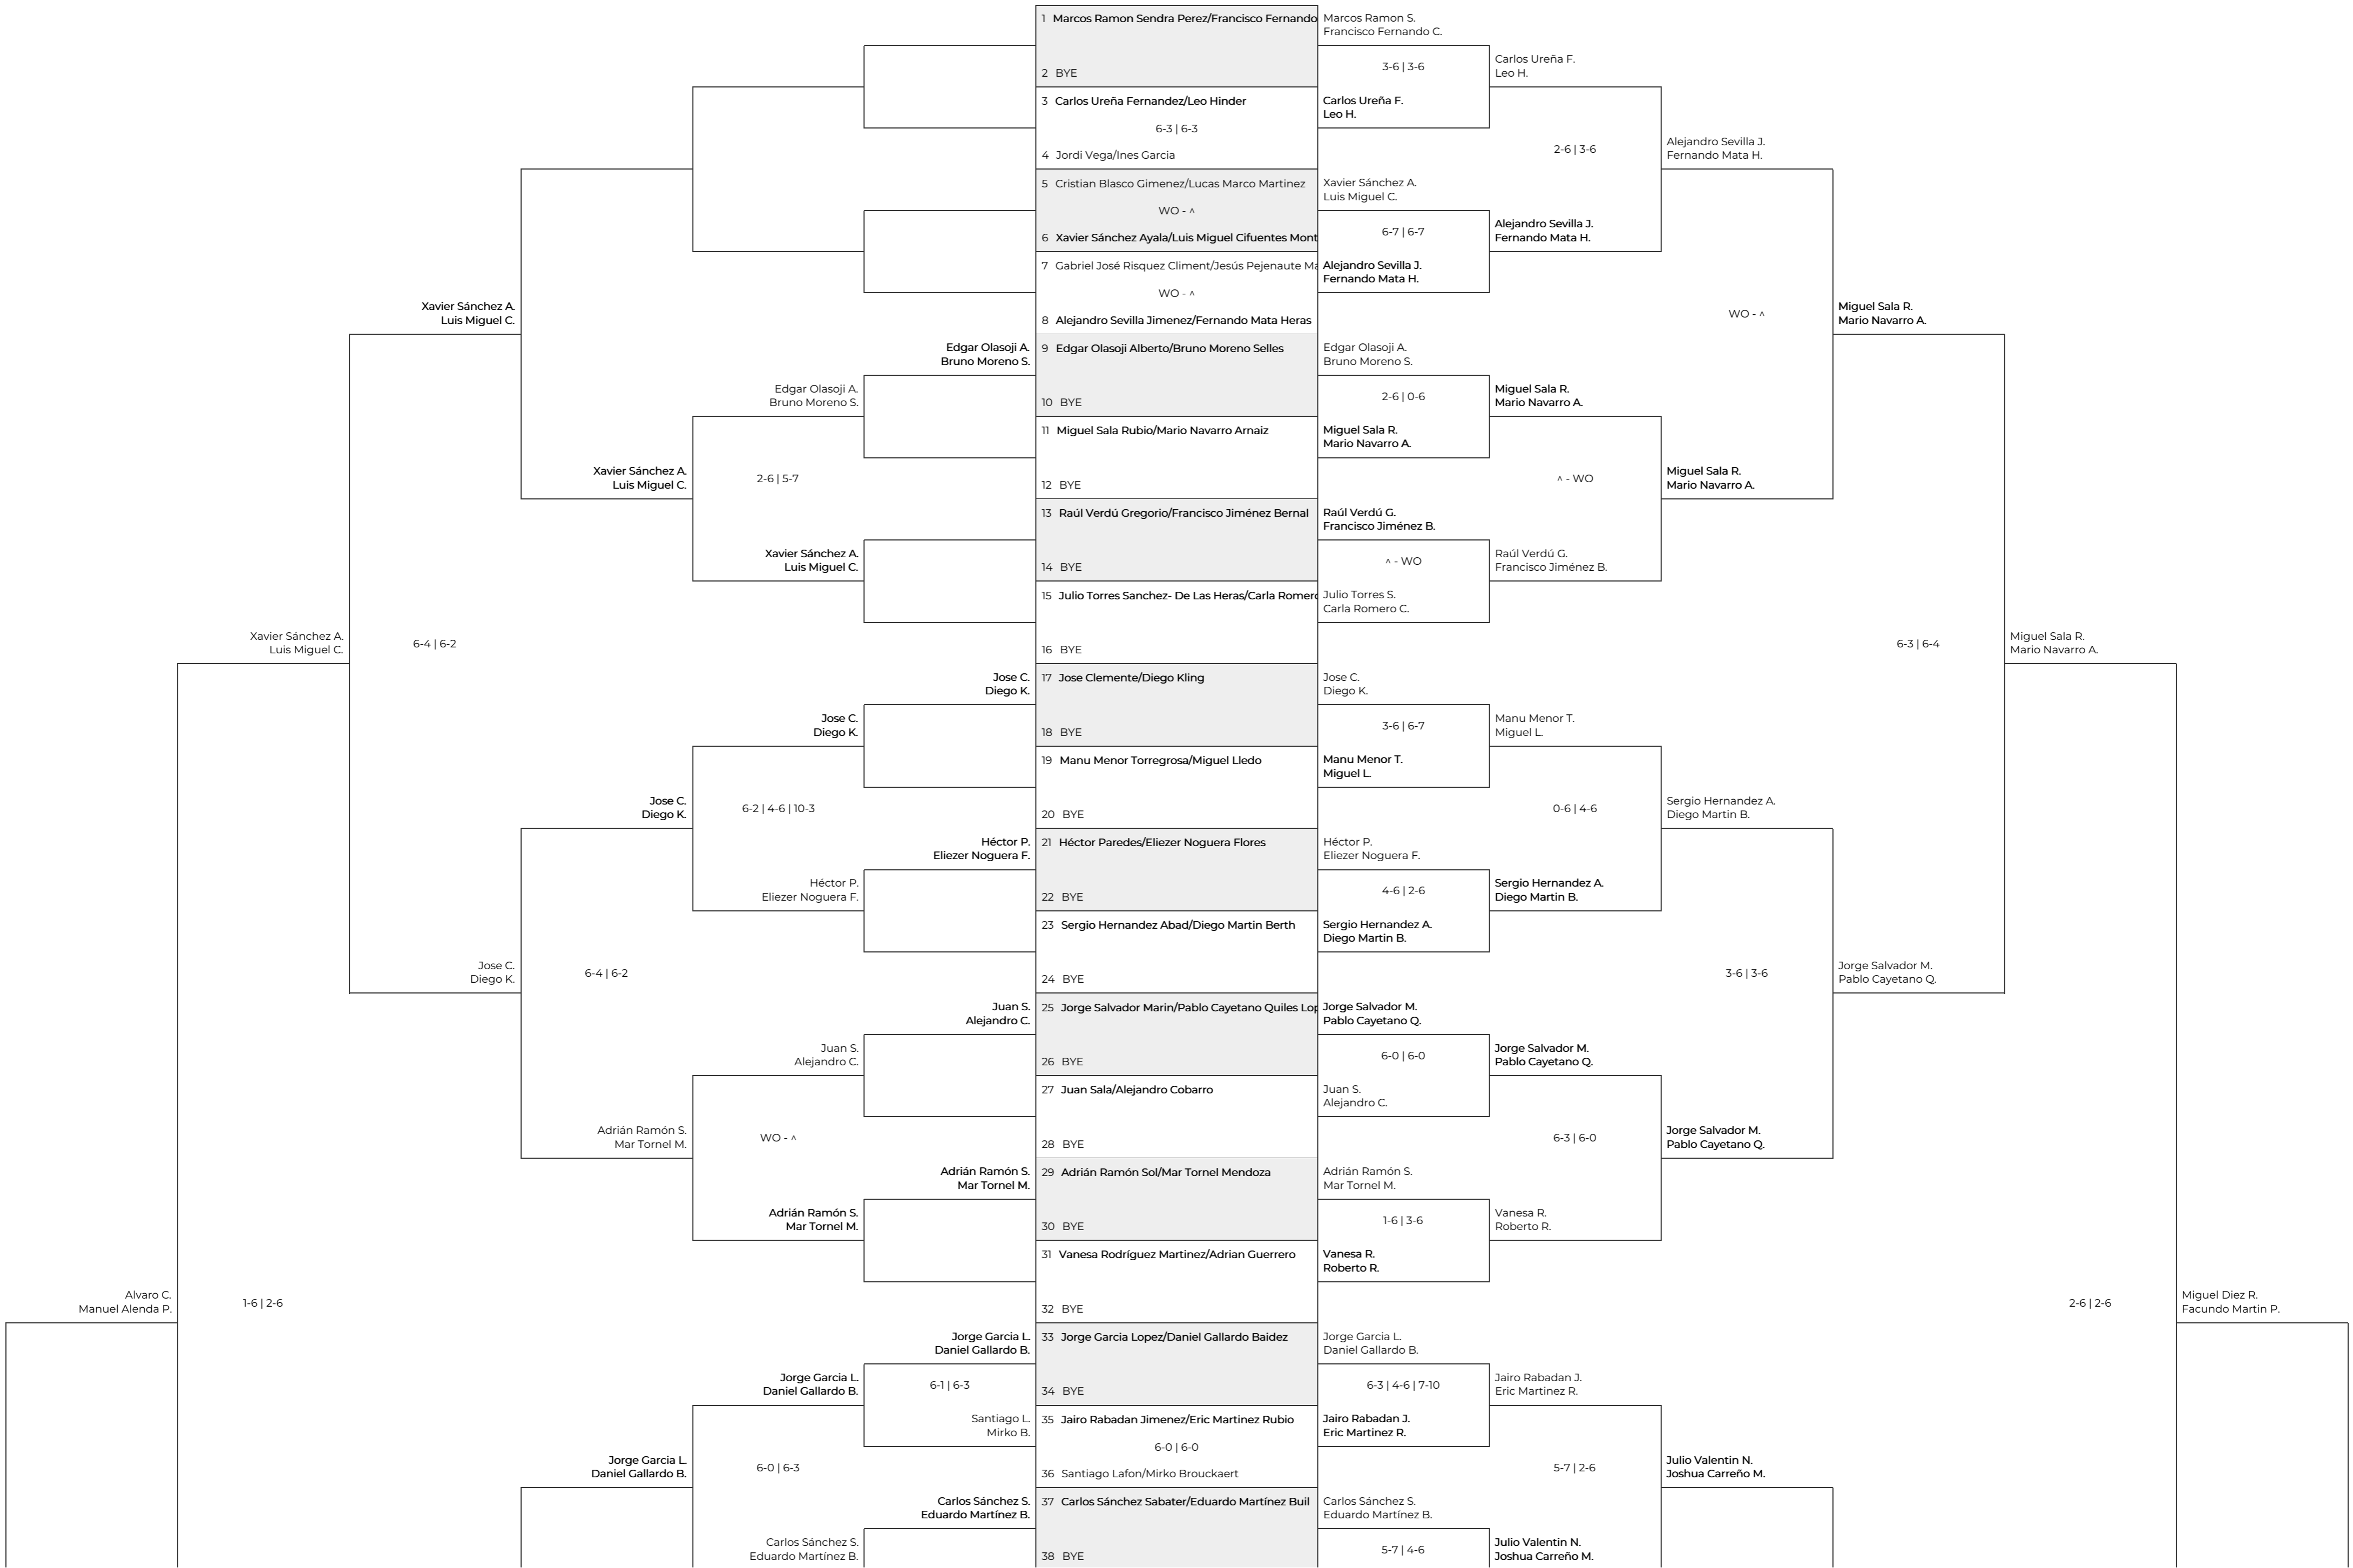 1 Marcos Ramon Sendra Perez/Francisco Fernando
2 BYE
3 Carlos Ureña Fernandez/Leo Hinder
6-3 | 6-3
4 Jordi Vega/Ines Garcia
5 Cristian Blasco Gimenez/Lucas Marco Martinez
WO - ^
6 Xavier Sánchez Ayala/Luis Miguel Cifuentes Mont
7 Gabriel José Risquez Climent/Jesús Pejenaute Ma
WO - ^
8 Alejandro Sevilla Jimenez/Fernando Mata Heras
9 Edgar Olasoji Alberto/Bruno Moreno Selles
10 BYE
11 Miguel Sala Rubio/Mario Navarro Arnaiz
12 BYE
13 Raúl Verdú Gregorio/Francisco Jiménez Bernal
14 BYE
15 Julio Torres Sanchez- De Las Heras/Carla Romero
16 BYE
17 Jose Clemente/Diego Kling
18 BYE
19 Manu Menor Torregrosa/Miguel Lledo
20 BYE
21 Héctor Paredes/Eliezer Noguera Flores
22 BYE
23 Sergio Hernandez Abad/Diego Martin Berth
24 BYE
25 Jorge Salvador Marin/Pablo Cayetano Quiles Lop
26 BYE
27 Juan Sala/Alejandro Cobarro
28 BYE
29 Adrián Ramón Sol/Mar Tornel Mendoza
30 BYE
31 Vanesa Rodríguez Martinez/Adrian Guerrero
32 BYE
33 Jorge Garcia Lopez/Daniel Gallardo Baidez
34 BYE
35 Jairo Rabadan Jimenez/Eric Martinez Rubio
6-0 | 6-0
36 Santiago Lafon/Mirko Brouckaert
37 Carlos Sánchez Sabater/Eduardo Martínez Buil
38 BYE
Marcos Ramon S.
Francisco Fernando C.
3-6 | 3-6
Carlos Ureña F.
Leo H.
Xavier Sánchez A.
Luis Miguel C.
6-7 | 6-7
Alejandro Sevilla J.
Fernando Mata H.
Edgar Olasoji A.
Bruno Moreno S.
2-6 | 0-6
Miguel Sala R.
Mario Navarro A.
Raúl Verdú G.
Francisco Jiménez B.
^ - WO
Julio Torres S.
Carla Romero C.
Jose C.
Diego K.
3-6 | 6-7
Manu Menor T.
Miguel L.
Héctor P.
Eliezer Noguera F.
4-6 | 2-6
Sergio Hernandez A.
Diego Martin B.
Jorge Salvador M.
Pablo Cayetano Q.
6-0 | 6-0
Juan S.
Alejandro C.
Adrián Ramón S.
Mar Tornel M.
1-6 | 3-6
Vanesa R.
Roberto R.
Jorge Garcia L.
Daniel Gallardo B.
6-3 | 4-6 | 7-10
Jairo Rabadan J.
Eric Martinez R.
Carlos Sánchez S.
Eduardo Martínez B.
5-7 | 4-6
Carlos Ureña F.
Leo H.
2-6 | 3-6
Alejandro Sevilla J.
Fernando Mata H.
Miguel Sala R.
Mario Navarro A.
^ - WO
Raúl Verdú G.
Francisco Jiménez B.
Manu Menor T.
Miguel L.
0-6 | 4-6
Sergio Hernandez A.
Diego Martin B.
Jorge Salvador M.
Pablo Cayetano Q.
6-3 | 6-0
Vanesa R.
Roberto R.
Jairo Rabadan J.
Eric Martinez R.
5-7 | 2-6
Julio Valentin N.
Joshua Carreño M.
Alejandro Sevilla J.
Fernando Mata H.
WO - ^
Miguel Sala R.
Mario Navarro A.
Sergio Hernandez A.
Diego Martin B.
3-6 | 3-6
Jorge Salvador M.
Pablo Cayetano Q.
Julio Valentin N.
Joshua Carreño M.
Miguel Sala R.
Mario Navarro A.
6-3 | 6-4
Jorge Salvador M.
Pablo Cayetano Q.
Miguel Sala R.
Mario Navarro A.
2-6 | 2-6
Miguel Diez R.
Facundo Martin P.
Edgar Olasoji A.
Bruno Moreno S.
Jose C.
Diego K.
Héctor P.
Eliezer Noguera F.
Juan S.
Alejandro C.
Adrián Ramón S.
Mar Tornel M.
Jorge Garcia L.
Daniel Gallardo B.
6-1 | 6-3
Santiago L.
Mirko B.
Carlos Sánchez S.
Eduardo Martínez B.
Edgar Olasoji A.
Bruno Moreno S.
2-6 | 5-7
Xavier Sánchez A.
Luis Miguel C.
Jose C.
Diego K.
6-2 | 4-6 | 10-3
Héctor P.
Eliezer Noguera F.
Juan S.
Alejandro C.
WO - ^
Adrián Ramón S.
Mar Tornel M.
Jorge Garcia L.
Daniel Gallardo B.
6-0 | 6-3
Carlos Sánchez S.
Eduardo Martínez B.
Xavier Sánchez A.
Luis Miguel C.
Jose C.
Diego K.
6-4 | 6-2
Adrián Ramón S.
Mar Tornel M.
Jorge Garcia L.
Daniel Gallardo B.
Xavier Sánchez A.
Luis Miguel C.
6-4 | 6-2
Jose C.
Diego K.
Xavier Sánchez A.
Luis Miguel C.
1-6 | 2-6
Alvaro C.
Manuel Alenda P.